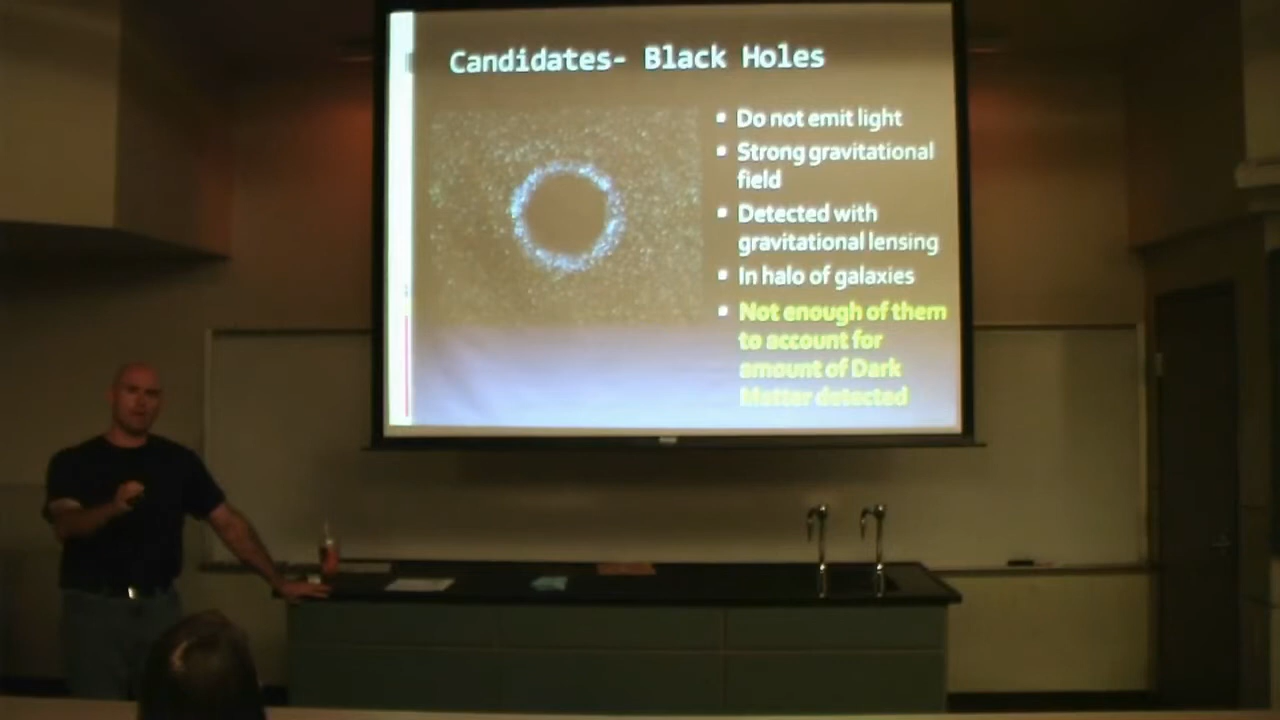 Candidates- Black Holes
Do not emit light
Strong gravitational
field
Detected with
gravitational lensing
In halo of galaxies
Not enough of them
to account for
amount of Dark
Matter detected